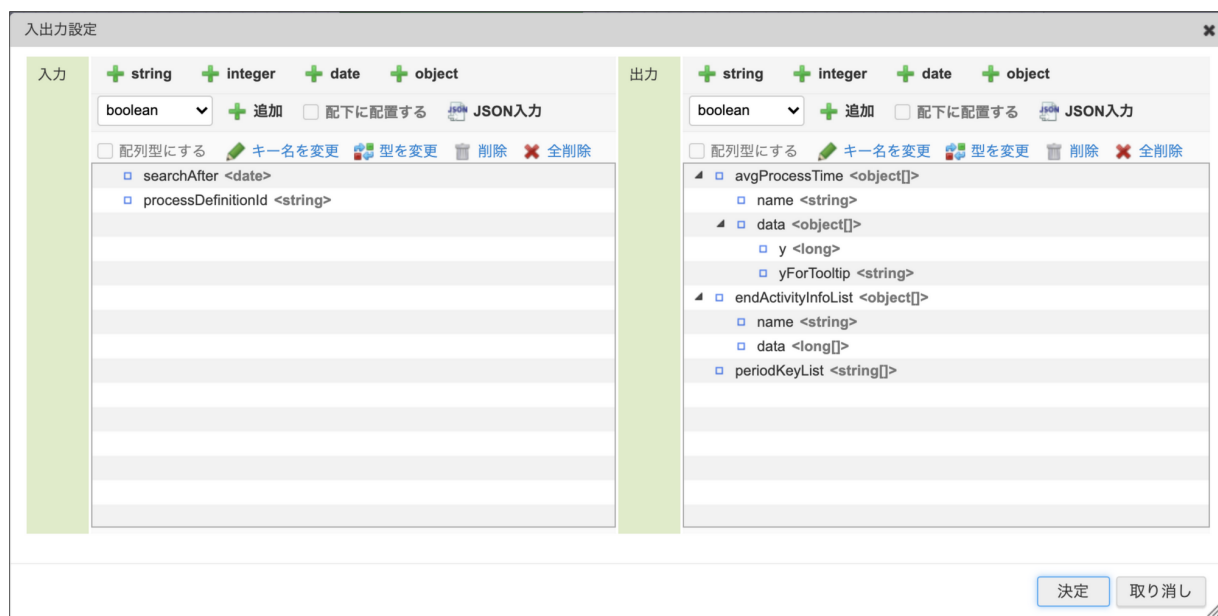 入出力設定
入力
string integer date object
boolean 追加 配下に配置する JSON入力
配列型にする キー名を変更 型を変更 削除 全削除
searchAfter <date>
processDefinitionId <string>
出力
string integer date object
boolean 追加 配下に配置する JSON入力
配列型にする キー名を変更 型を変更 削除 全削除
avgProcessTime <object[]>
name <string>
data <object[]>
y <long>
yForTooltip <string>
endActivityInfoList <object[]>
name <string>
data <long[]>
periodKeyList <string[]>
決定 取り消し